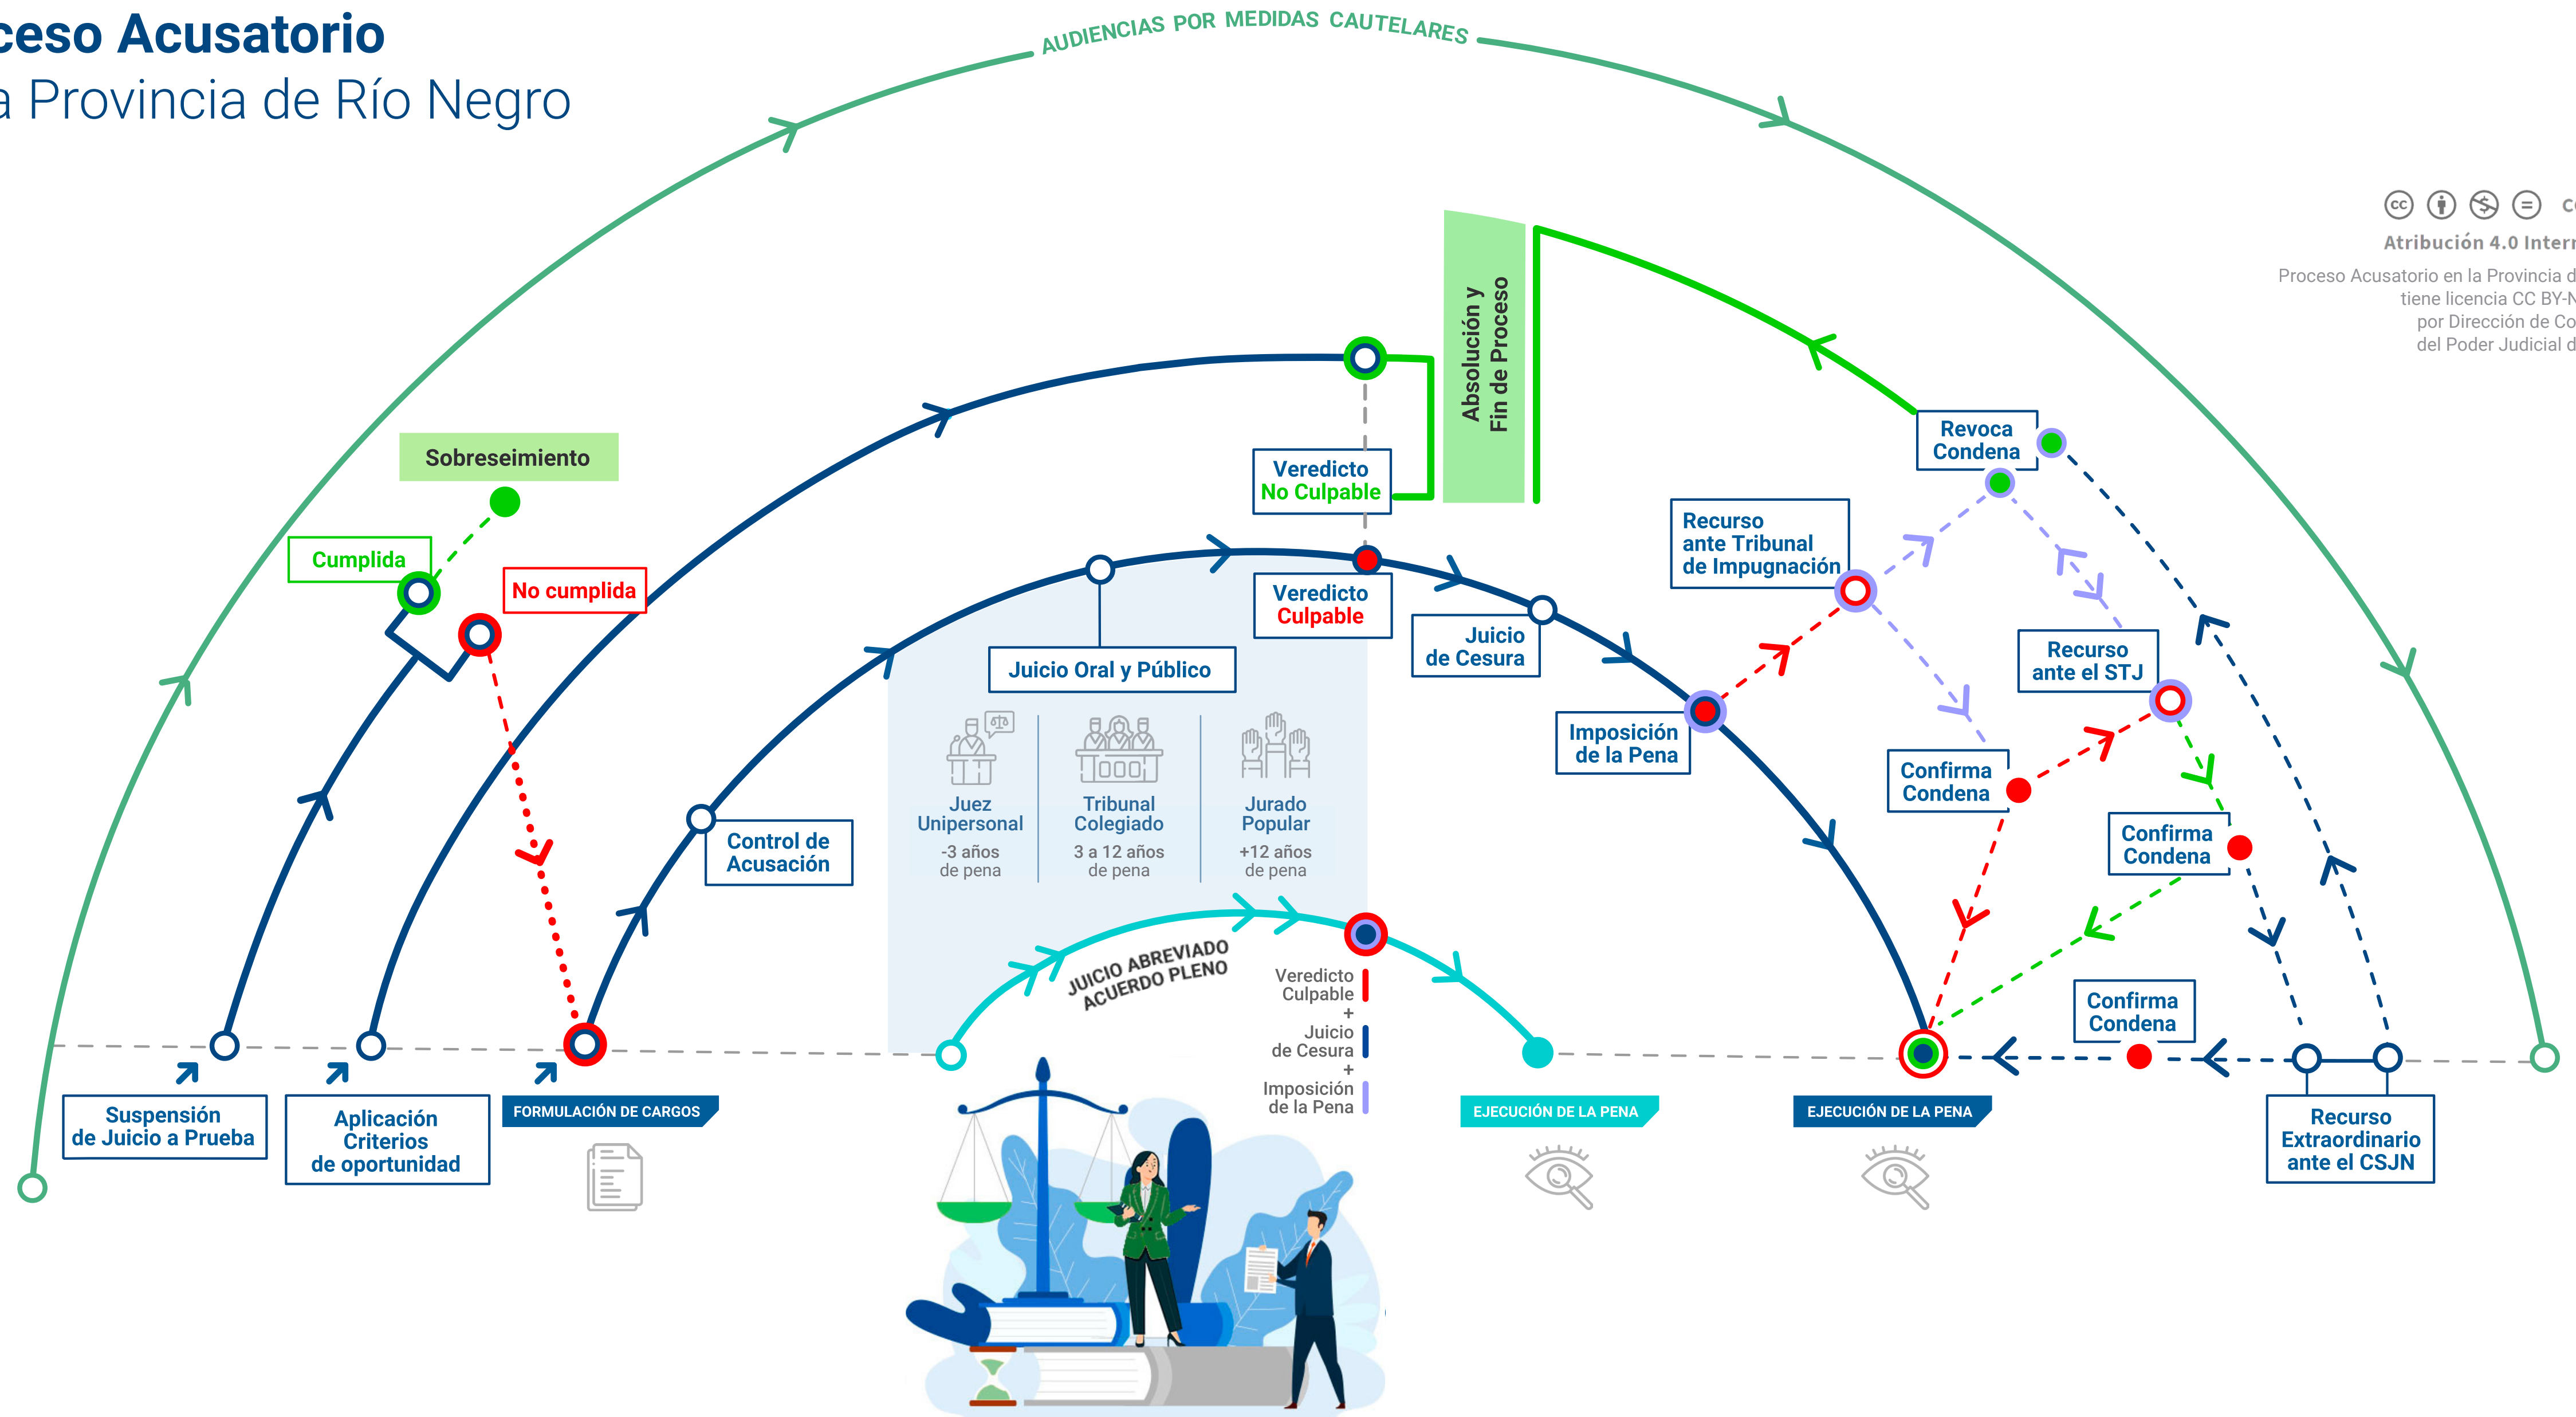 ceso Acusatorio
a Provincia de Río Negro
AUDIENCIAS POR MEDIDAS CAUTELARES
Atribución 4.0 Intern
Proceso Acusatorio en la Provincia d
tiene licencia CC BY-N
por Dirección de Co
del Poder Judicial d
Absolución y
Fin de Proceso
Revoca
Condena
Sobreseimiento
Veredicto
No Culpable
Cumplida
No cumplida
Recurso
ante Tribunal
de Impugnación
Veredicto
Culpable
Juicio
de Cesura
Juicio Oral y Público
Recurso
ante el STJ
Imposición
de la Pena
Confirma
Condena
Juez
Unipersonal
-3 años
de pena
Tribunal
Colegiado
3 a 12 años
de pena
Jurado
Popular
+12 años
de pena
Control de
Acusación
Confirma
Condena
JUICIO ABREVIADO
ACUERDO PLENO
Veredicto
Culpable
+
Juicio
de Cesura
+
Imposición
de la Pena
Confirma
Condena
Suspensión
de Juicio a Prueba
Aplicación
Criterios
de oportunidad
FORMULACIÓN DE CARGOS
EJECUCIÓN DE LA PENA
EJECUCIÓN DE LA PENA
Recurso
Extraordinario
ante el CSJN